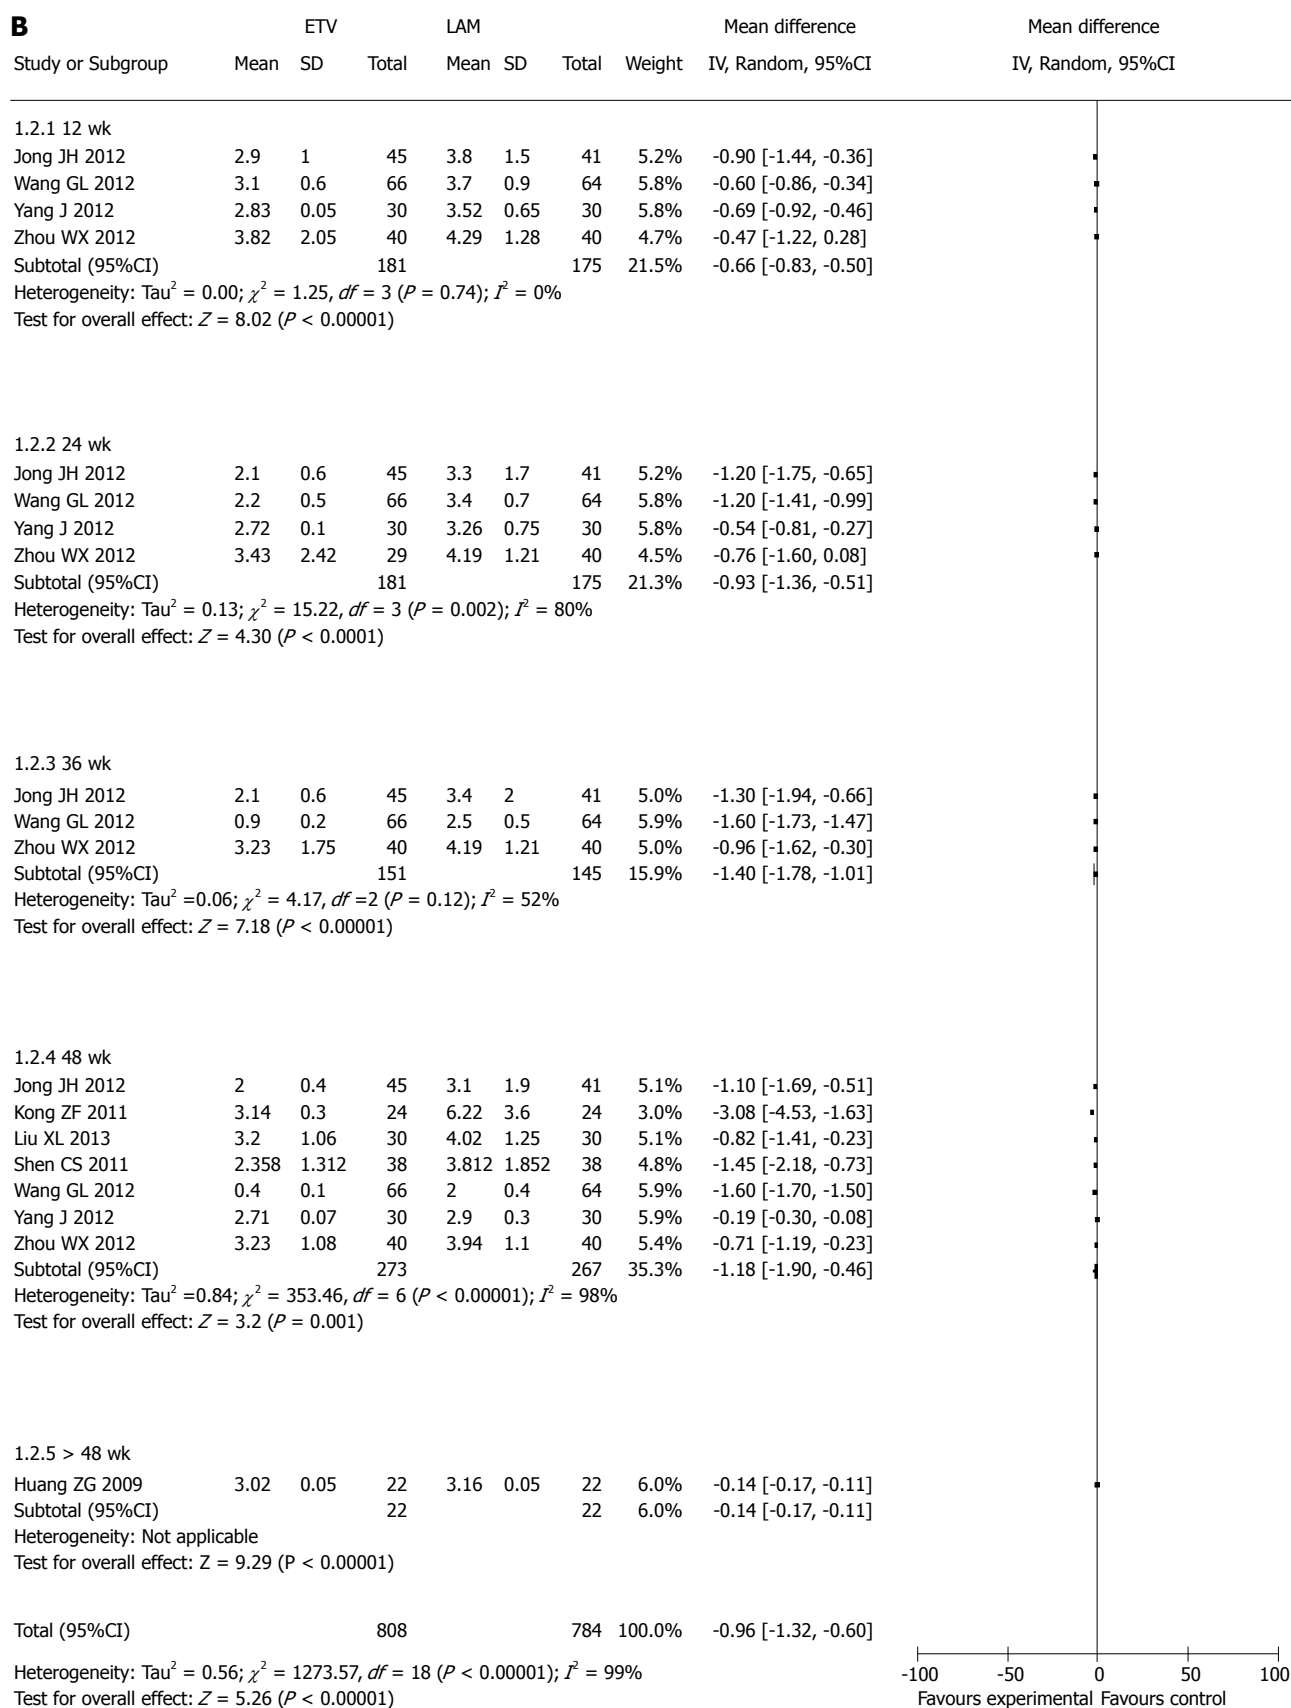 B ETV LAM Mean difference Mean difference
Study or Subgroup Mean SD Total Mean SD Total Weight IV, Random, 95%CI IV, Random, 95%CI
1.2.1 12 wk
Jong JH 2012 2.9 1 45 3.8 1.5 41 5.2% -0.90 [-1.44, -0.36]
Wang GL 2012 3.1 0.6 66 3.7 0.9 64 5.8% -0.60 [-0.86, -0.34]
Yang J 2012 2.83 0.05 30 3.52 0.65 30 5.8% -0.69 [-0.92, -0.46]
Zhou WX 2012 3.82 2.05 40 4.29 1.28 40 4.7% -0.47 [-1.22, 0.28]
Subtotal (95%CI) 181 175 21.5% -0.66 [-0.83, -0.50]
Heterogeneity: Tau² = 0.00; χ² = 1.25, df = 3 (P = 0.74); I² = 0%
Test for overall effect: Z = 8.02 (P < 0.00001)
1.2.2 24 wk
Jong JH 2012 2.1 0.6 45 3.3 1.7 41 5.2% -1.20 [-1.75, -0.65]
Wang GL 2012 2.2 0.5 66 3.4 0.7 64 5.8% -1.20 [-1.41, -0.99]
Yang J 2012 2.72 0.1 30 3.26 0.75 30 5.8% -0.54 [-0.81, -0.27]
Zhou WX 2012 3.43 2.42 29 4.19 1.21 40 4.5% -0.76 [-1.60, 0.08]
Subtotal (95%CI) 181 175 21.3% -0.93 [-1.36, -0.51]
Heterogeneity: Tau² = 0.13; χ² = 15.22, df = 3 (P = 0.002); I² = 80%
Test for overall effect: Z = 4.30 (P < 0.0001)
1.2.3 36 wk
Jong JH 2012 2.1 0.6 45 3.4 2 41 5.0% -1.30 [-1.94, -0.66]
Wang GL 2012 0.9 0.2 66 2.5 0.5 64 5.9% -1.60 [-1.73, -1.47]
Zhou WX 2012 3.23 1.75 40 4.19 1.21 40 5.0% -0.96 [-1.62, -0.30]
Subtotal (95%CI) 151 145 15.9% -1.40 [-1.78, -1.01]
Heterogeneity: Tau² =0.06; χ² = 4.17, df =2 (P = 0.12); I² = 52%
Test for overall effect: Z = 7.18 (P < 0.00001)
1.2.4 48 wk
Jong JH 2012 2 0.4 45 3.1 1.9 41 5.1% -1.10 [-1.69, -0.51]
Kong ZF 2011 3.14 0.3 24 6.22 3.6 24 3.0% -3.08 [-4.53, -1.63]
Liu XL 2013 3.2 1.06 30 4.02 1.25 30 5.1% -0.82 [-1.41, -0.23]
Shen CS 2011 2.358 1.312 38 3.812 1.852 38 4.8% -1.45 [-2.18, -0.73]
Wang GL 2012 0.4 0.1 66 2 0.4 64 5.9% -1.60 [-1.70, -1.50]
Yang J 2012 2.71 0.07 30 2.9 0.3 30 5.9% -0.19 [-0.30, -0.08]
Zhou WX 2012 3.23 1.08 40 3.94 1.1 40 5.4% -0.71 [-1.19, -0.23]
Subtotal (95%CI) 273 267 35.3% -1.18 [-1.90, -0.46]
Heterogeneity: Tau² =0.84; χ² = 353.46, df = 6 (P < 0.00001); I² = 98%
Test for overall effect: Z = 3.2 (P = 0.001)
1.2.5 > 48 wk
Huang ZG 2009 3.02 0.05 22 3.16 0.05 22 6.0% -0.14 [-0.17, -0.11]
Subtotal (95%CI) 22 22 6.0% -0.14 [-0.17, -0.11]
Heterogeneity: Not applicable
Test for overall effect: Z = 9.29 (P < 0.00001)
Total (95%CI) 808 784 100.0% -0.96 [-1.32, -0.60]
Heterogeneity: Tau² = 0.56; χ² = 1273.57, df = 18 (P < 0.00001); I² = 99%
-100 -50 0 50 100
Test for overall effect: Z = 5.26 (P < 0.00001) Favours experimental Favours control